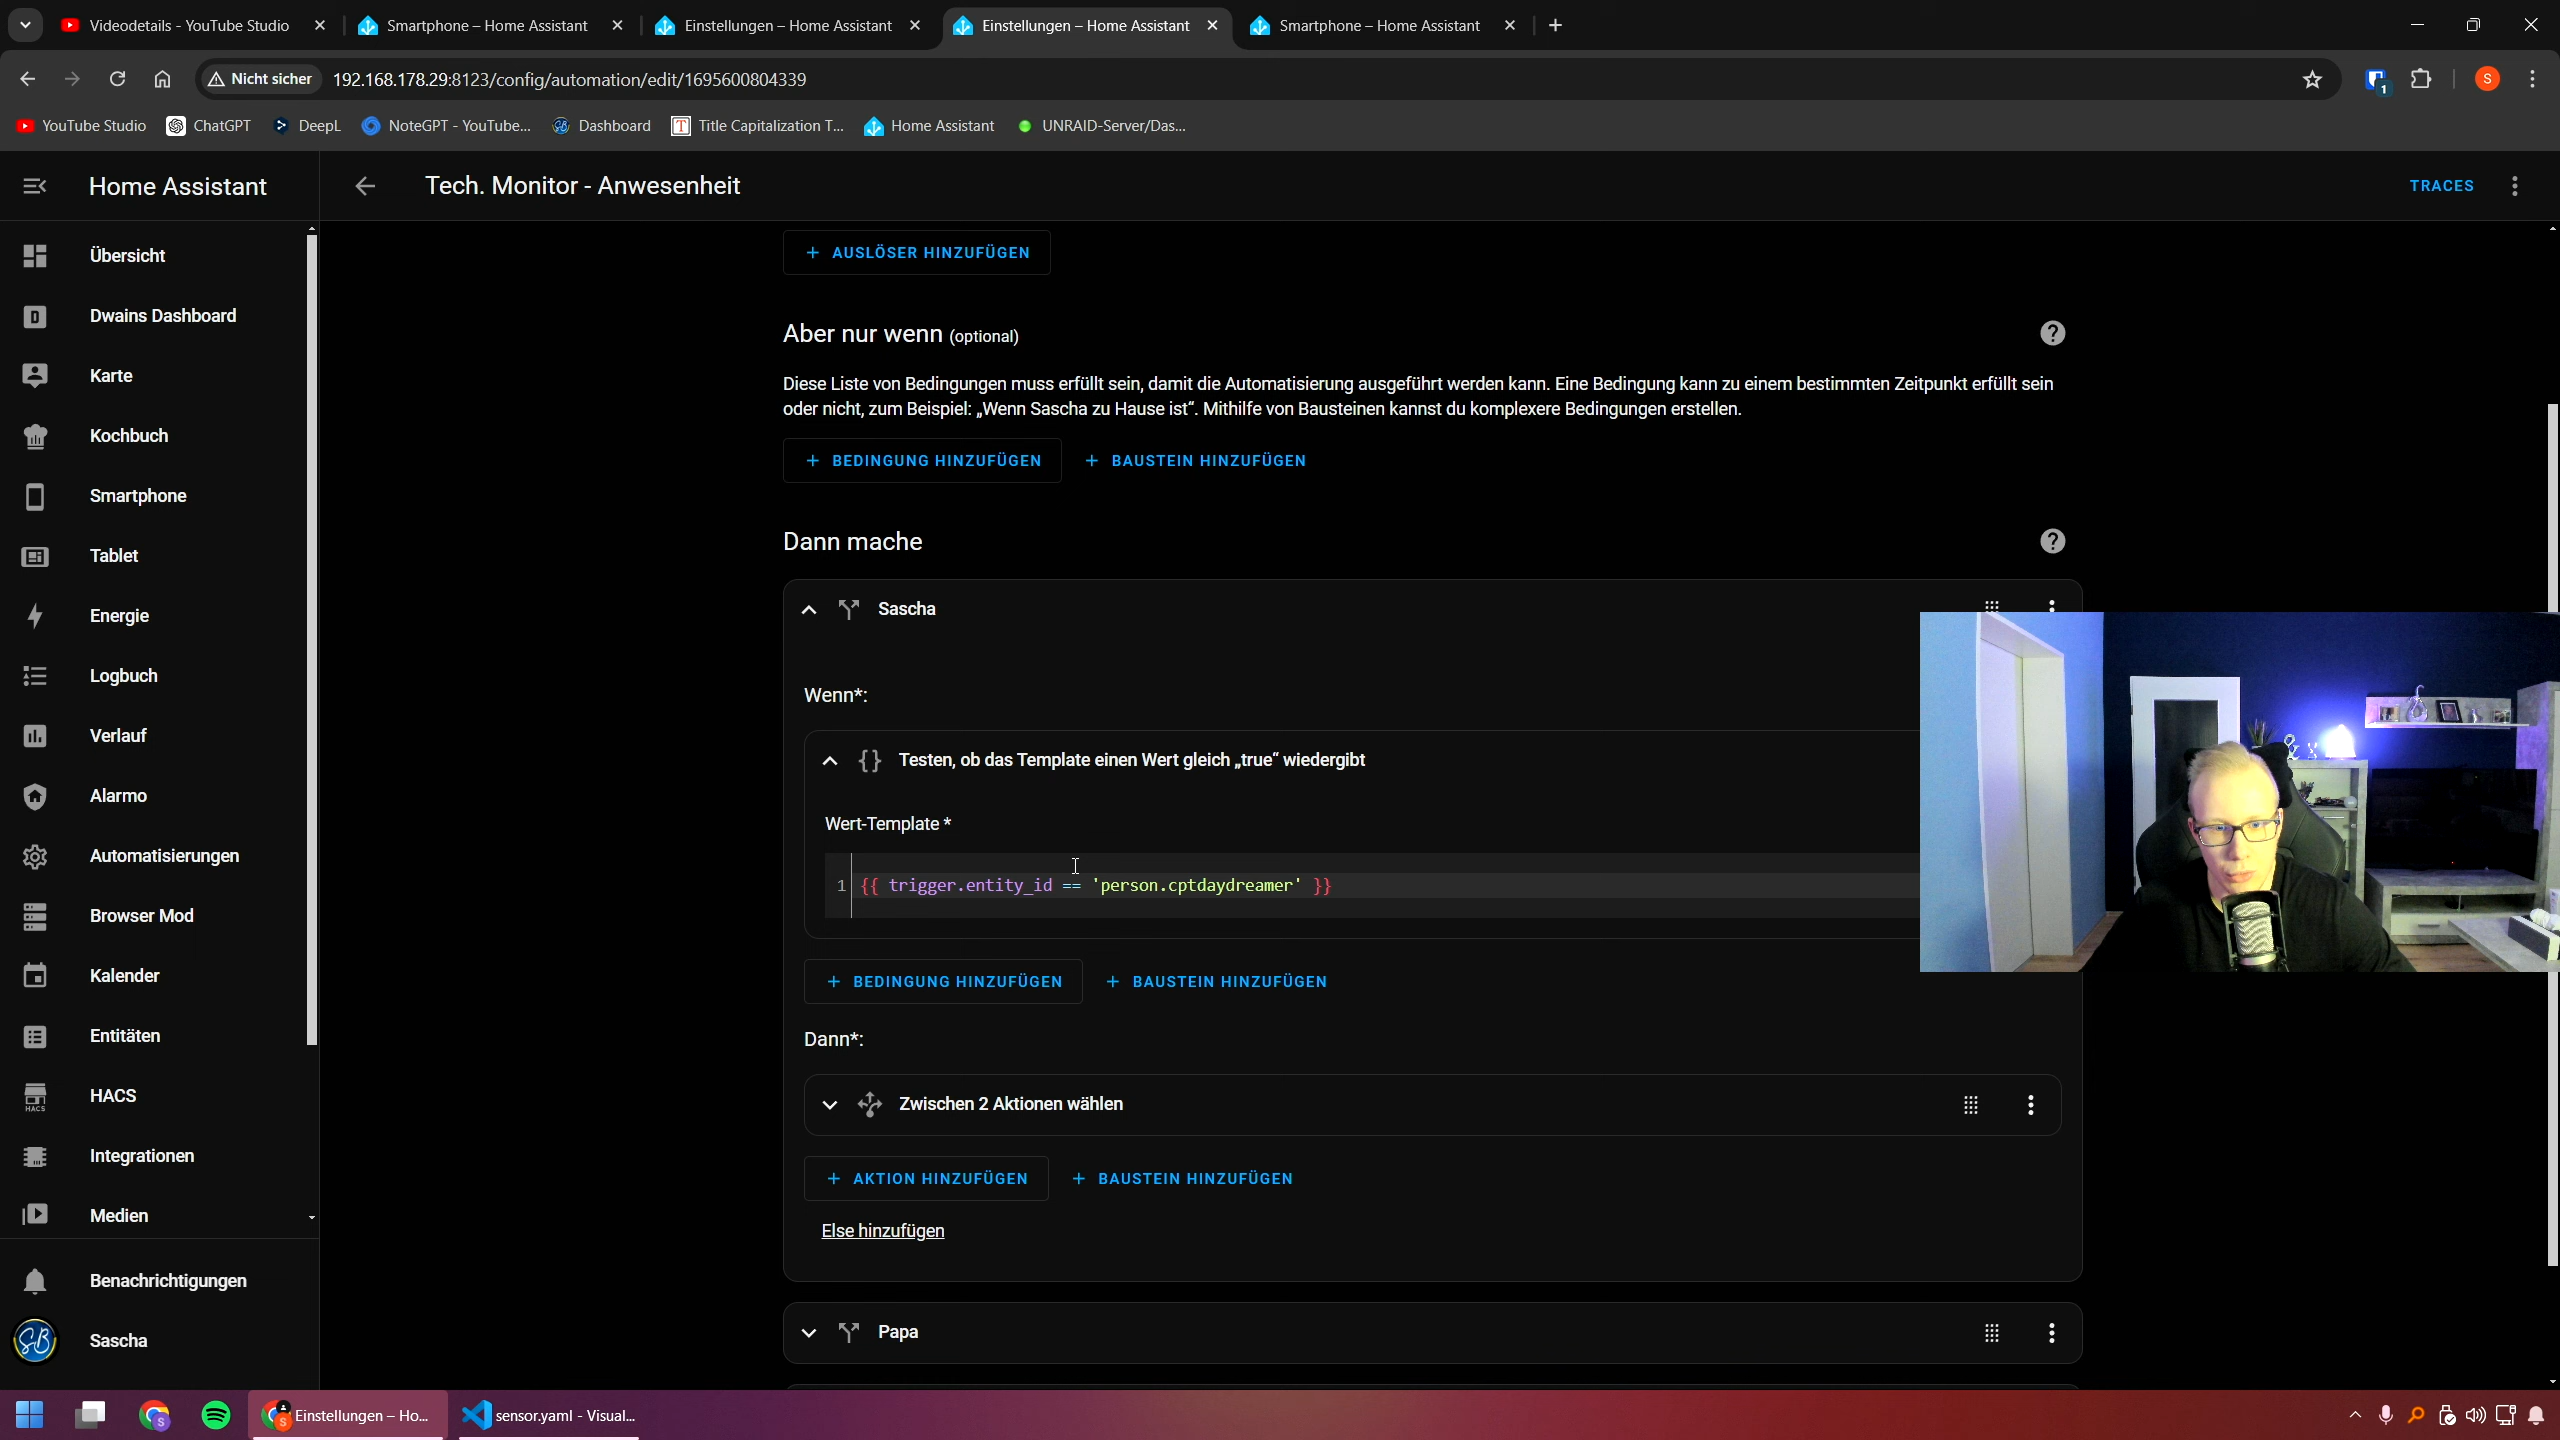 Videodetails - YouTube Studio
Smartphone – Home Assistant
Einstellungen – Home Assistant
Einstellungen – Home Assistant
Smartphone – Home Assistant
Nicht sicher
192.168.178.29:8123/config/automation/edit/1695600804339
S
1
YouTube Studio
ChatGPT
DeepL
NoteGPT - YouTube...
SB
Dashboard
T
Title Capitalization T...
Home Assistant
UNRAID-Server/Das...
Home Assistant
Tech. Monitor - Anwesenheit
TRACES
Übersicht
D
Dwains Dashboard
Karte
Kochbuch
Smartphone
Tablet
Energie
Logbuch
Verlauf
Alarmo
Automatisierungen
Browser Mod
Kalender
Entitäten
HACS
HACS
Integrationen
Medien
Benachrichtigungen
SB
Sascha
+ AUSLÖSER HINZUFÜGEN
Aber nur wenn (optional)
?
Diese Liste von Bedingungen muss erfüllt sein, damit die Automatisierung ausgeführt werden kann. Eine Bedingung kann zu einem bestimmten Zeitpunkt erfüllt sein
oder nicht, zum Beispiel: „Wenn Sascha zu Hause ist“. Mithilfe von Bausteinen kannst du komplexere Bedingungen erstellen.
+ BEDINGUNG HINZUFÜGEN
+ BAUSTEIN HINZUFÜGEN
Dann mache
?
Sascha
Wenn*:
{} Testen, ob das Template einen Wert gleich „true“ wiedergibt
Wert-Template *
1 {{ trigger.entity_id == 'person.cptdaydreamer' }}
+ BEDINGUNG HINZUFÜGEN
+ BAUSTEIN HINZUFÜGEN
Dann*:
Zwischen 2 Aktionen wählen
+ AKTION HINZUFÜGEN
+ BAUSTEIN HINZUFÜGEN
Else hinzufügen
Papa
S
S
Einstellungen – Ho...
sensor.yaml - Visual...